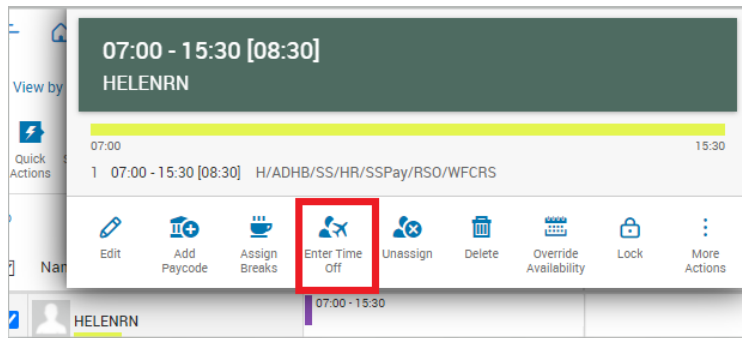 07:00 - 15:30 [08:30]
HELENRN
View by
07:00
15:30
Quick
Actions
1 07:00 - 15:30 [08:30] H/ADHB/SS/HR/SSPay/RSO/WFCRS
Edit
Add
Paycode
Assign
Breaks
Enter Time
Off
Unassign
Delete
Override
Availability
Lock
More
Actions
07:00 - 15:30
HELENRN